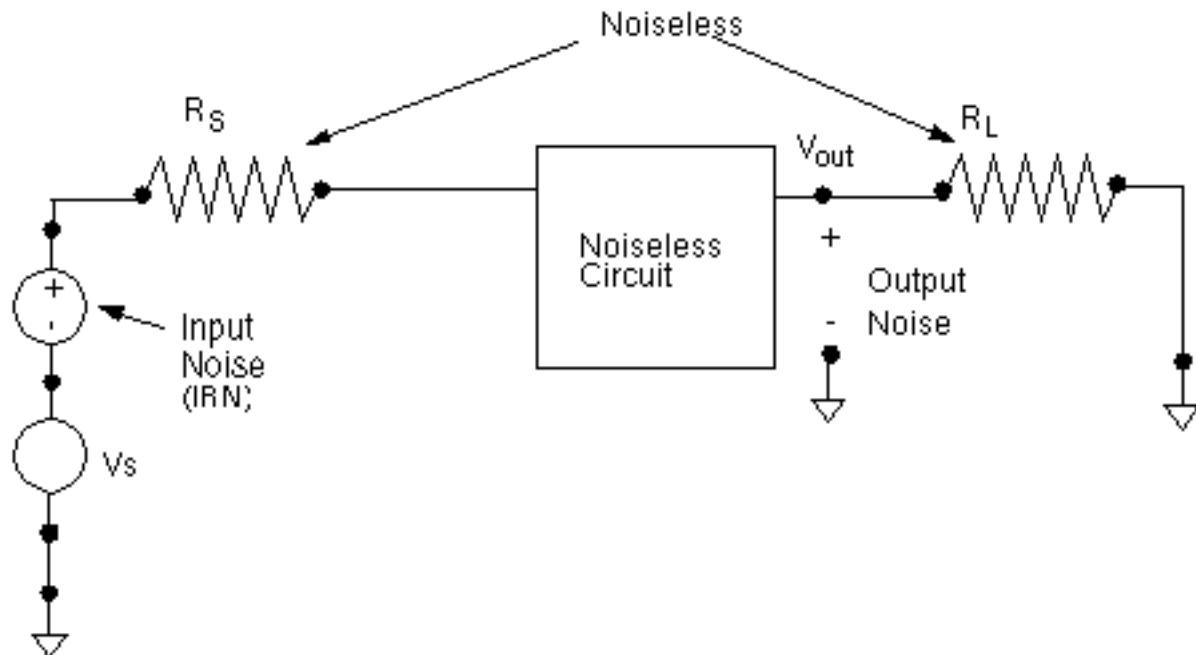 Noiseless
RS
RL
Vout
Noiseless
Circuit
+
-
Output
Noise
+
-
Input
Noise
(IRN)
Vs